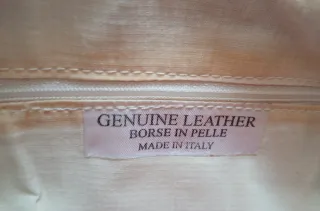 GENUINE LEATHER
BORSE IN PELLE
MADE IN ITALY